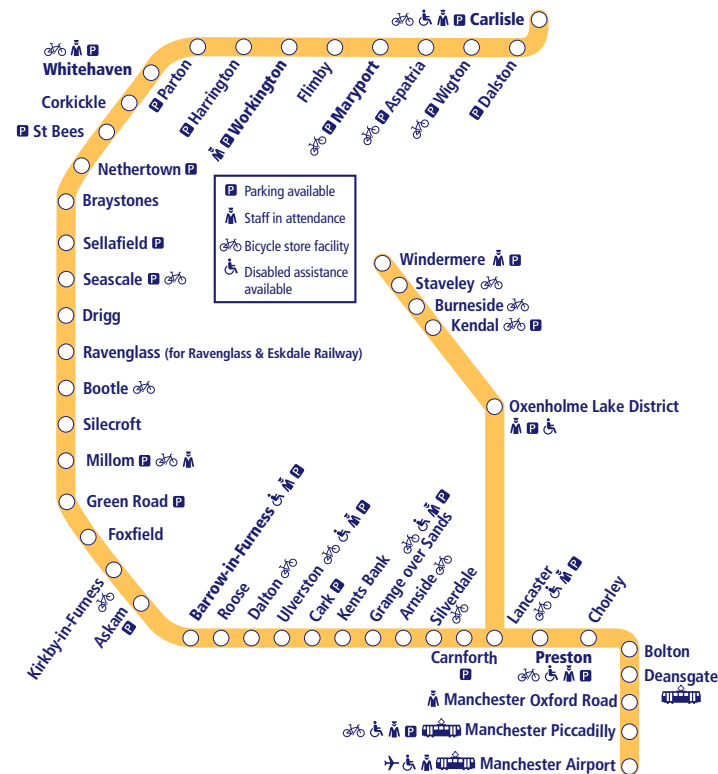 Carlisle
Whitehaven
Parton
Harrington
Workington
Flimby
Maryport
Aspatria
Wigton
Dalston
Corkickle
St Bees
Nethertown
Braystones
Sellafield
Seascale
Drigg
Ravenglass (for Ravenglass & Eskdale Railway)
Bootle
Silecroft
Millom
Green Road
Foxfield
Kirkby-in-Furness
Askam
P Parking available
Staff in attendance
Bicycle store facility
Disabled assistance
available
Windermere
Staveley
Burneside
Kendal
Oxenholme Lake District
Barrow-in-Furness
Roose
Dalton
Ulverston
Cark
Kents Bank
Grange over Sands
Arnside
Silverdale
Carnforth
Lancaster
Preston
Chorley
Bolton
Deansgate
Manchester Oxford Road
Manchester Piccadilly
Manchester Airport